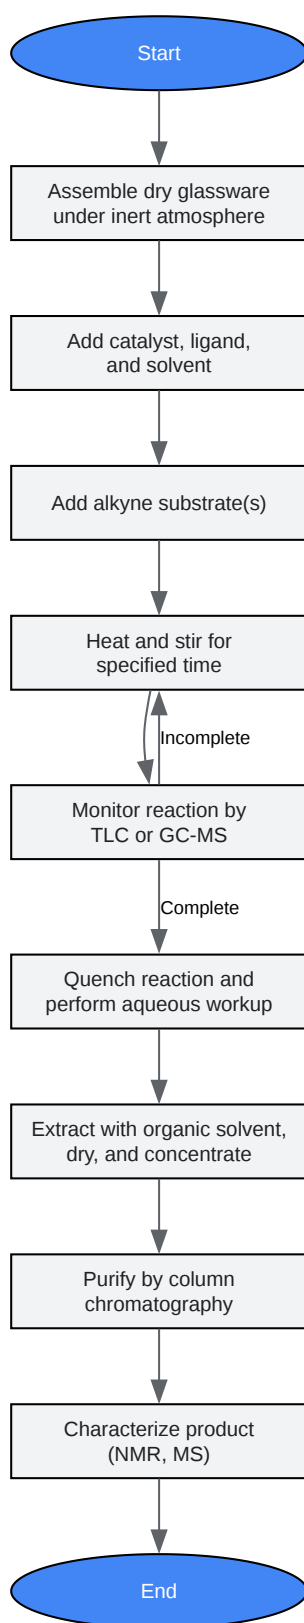 Start
Assemble dry glassware
under inert atmosphere
Add catalyst, ligand,
and solvent
Add alkyne substrate(s)
Heat and stir for
specified time
Incomplete
Monitor reaction by
TLC or GC-MS
Complete
Quench reaction and
perform aqueous workup
Extract with organic solvent,
dry, and concentrate
Purify by column
chromatography
Characterize product
(NMR, MS)
End